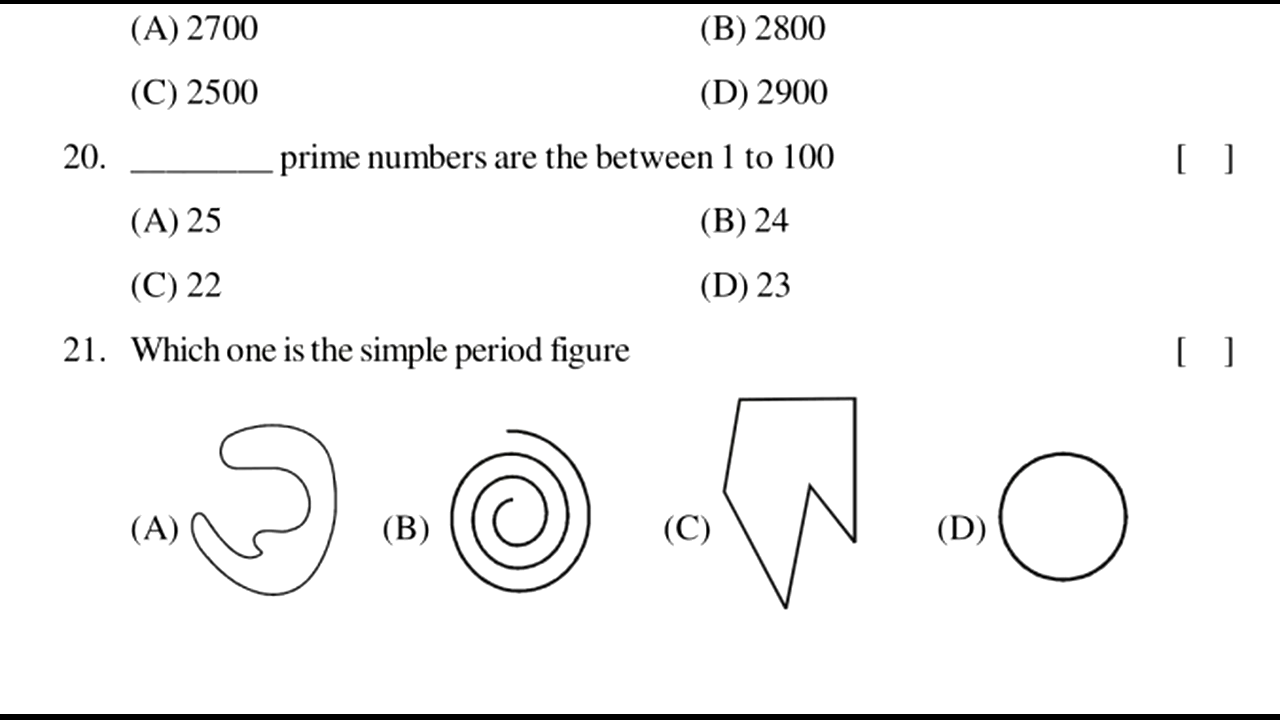 (A) 2700 (B) 2800
(C) 2500 (D) 2900
20. ________ prime numbers are the between 1 to 100 [ ]
(A) 25 (B) 24
(C) 22 (D) 23
21. Which one is the simple period figure [ ]
(A) (B) (C) (D)